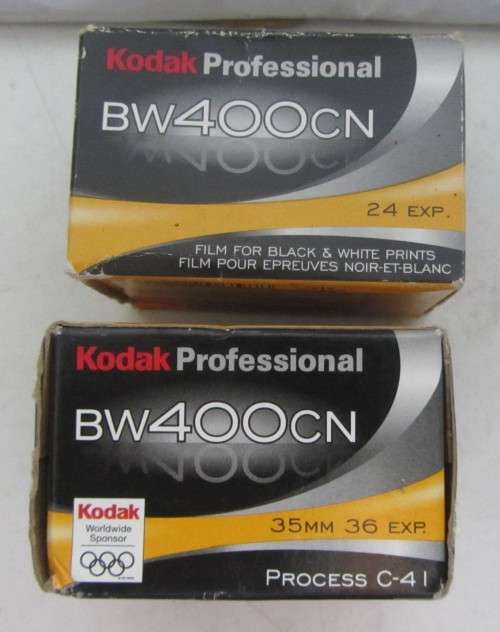 Kodak Professional
BW400CN
24 EXP.
FILM FOR BLACK & WHITE PRINTS
FILM POUR EPREUVES NOIR-ET-BLANC
Kodak Professional
BW400CN
Kodak
Worldwide
Sponsor
35MM 36 EXP.
PROCESS C-41